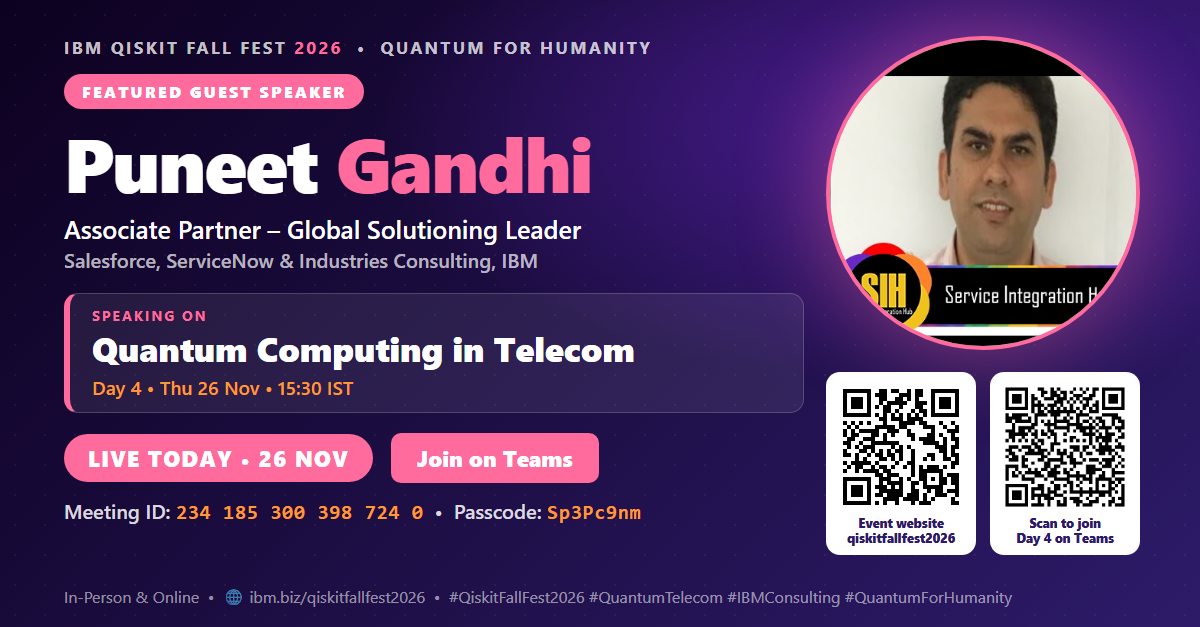 IBM QISKIT FALL FEST 2026 • QUANTUM FOR HUMANITY
FEATURED GUEST SPEAKER
Puneet Gandhi
Associate Partner – Global Solutioning Leader
Salesforce, ServiceNow & Industries Consulting, IBM
SPEAKING ON
Quantum Computing in Telecom
Day 4 • Thu 26 Nov • 15:30 IST
LIVE TODAY • 26 NOV
Join on Teams
Meeting ID: 234 185 300 398 724 0 • Passcode: Sp3Pc9nm
SIH
Service Integration H
Event website
qiskitfallfest2026
Scan to join
Day 4 on Teams
In-Person & Online • ibm.biz/qiskitfallfest2026 • #QiskitFallFest2026 #QuantumTelecom #IBMConsulting #QuantumForHumanity